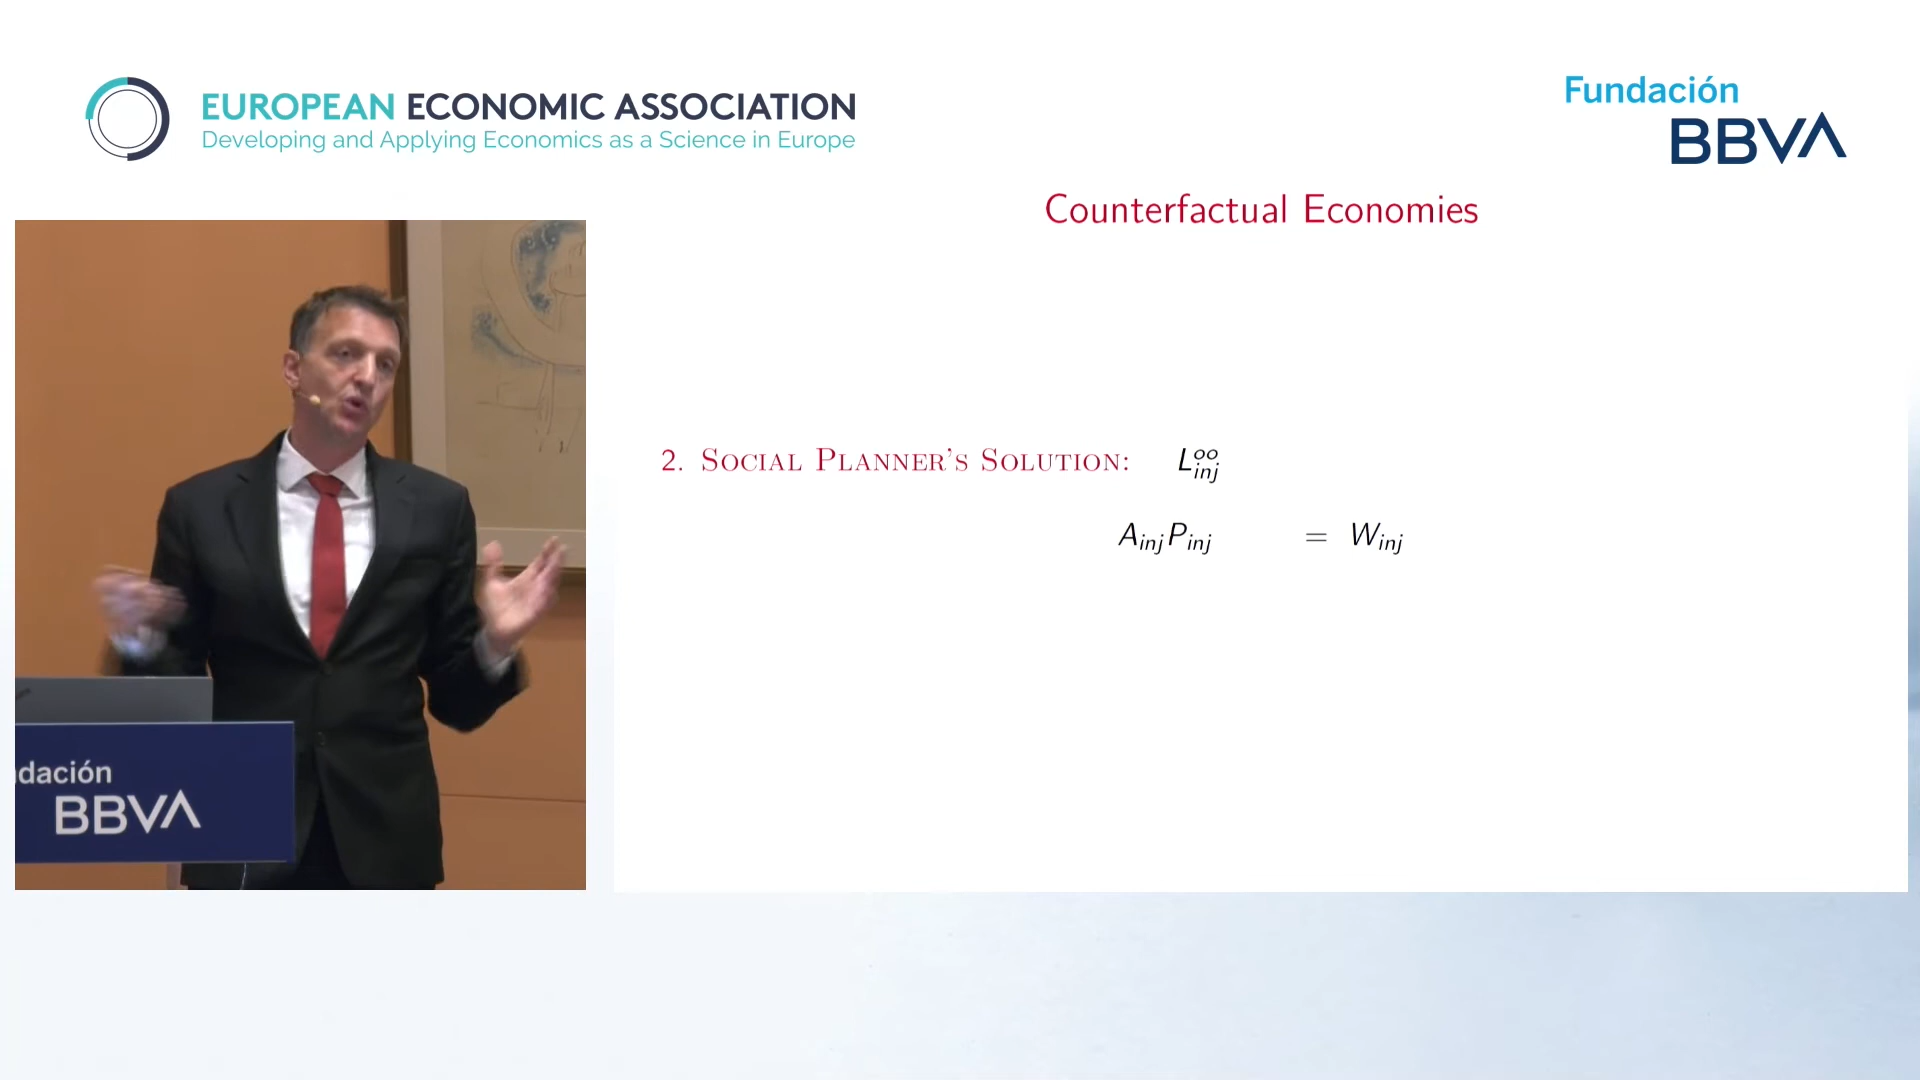 EUROPEAN ECONOMIC ASSOCIATION
Developing and Applying Economics as a Science in Europe
Fundación
BBVA
Counterfactual Economies
2. SOCIAL PLANNER'S SOLUTION: L^{oo}_{inj}
A_{inj}P_{inj} = W_{inj}
dación
BBVA